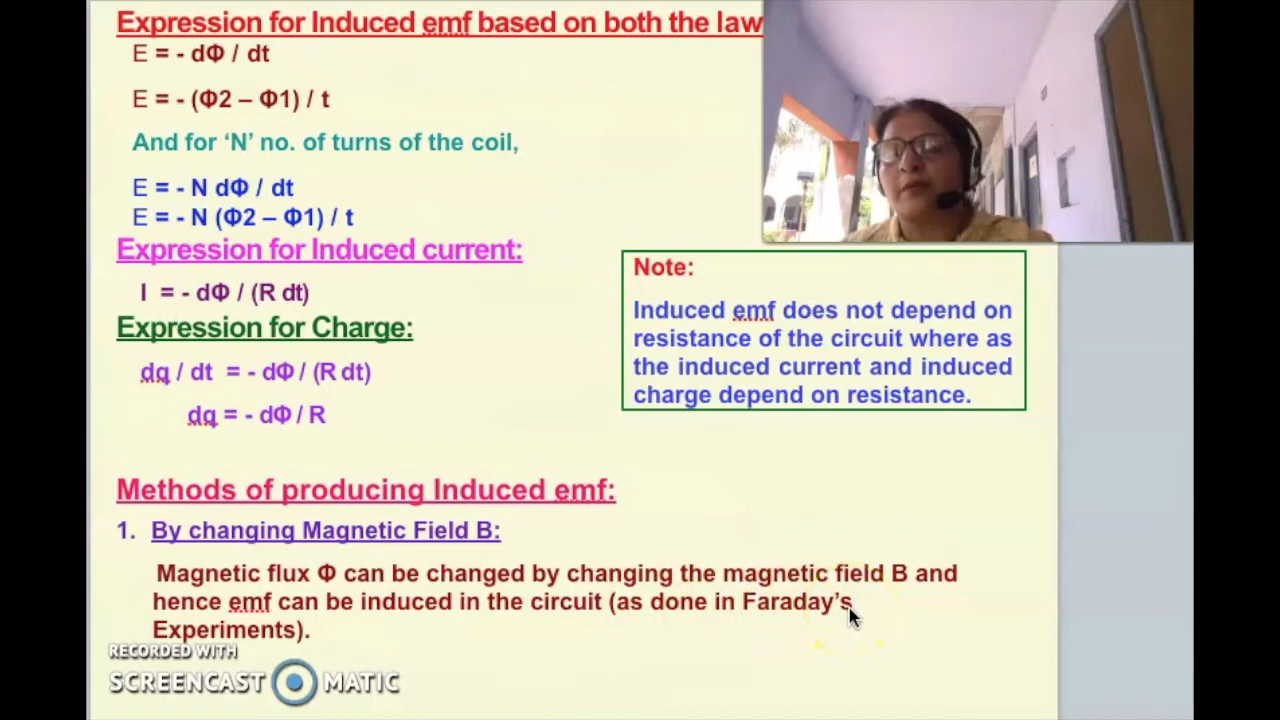 Expression for Induced emf based on both the law
E = - dΦ / dt
E = - (Φ2 – Φ1) / t
And for ‘N’ no. of turns of the coil,
E = - N dΦ / dt
E = - N (Φ2 – Φ1) / t
Expression for Induced current:
I = - dΦ / (R dt)
Expression for Charge:
dq / dt = - dΦ / (R dt)
dq = - dΦ / R
Note:
Induced emf does not depend on
resistance of the circuit where as
the induced current and induced
charge depend on resistance.
Methods of producing Induced emf:
1. By changing Magnetic Field B:
Magnetic flux Φ can be changed by changing the magnetic field B and
hence emf can be induced in the circuit (as done in Faraday’s
Experiments).
RECORDED WITH
SCREENCAST MATIC